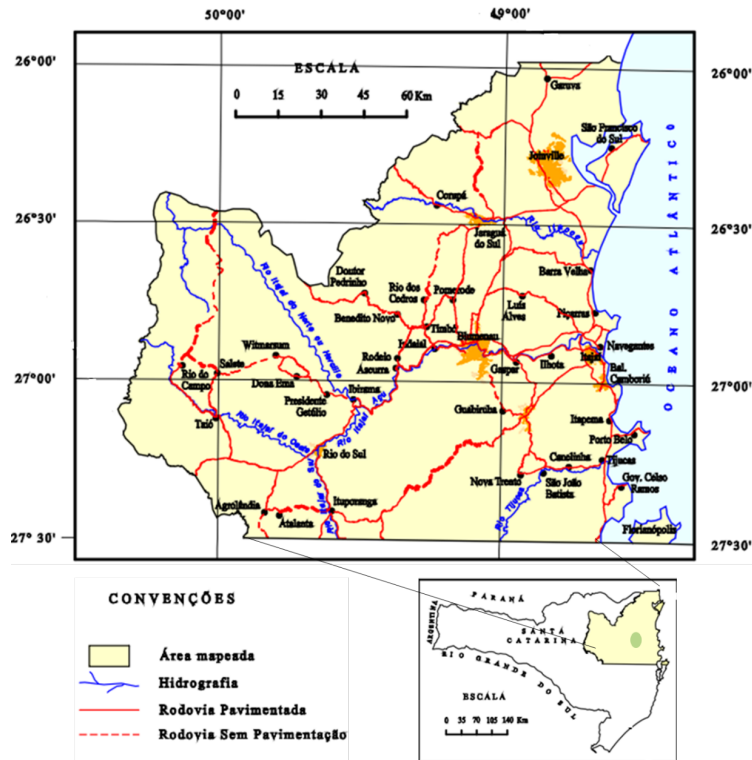 50°00'
49°00'
26°00'
26°00'
ESCALA
0 15 30 45 60 Km
Garuva
São Francisco
do Sul
Joinville
OCEANO ATLÂNTICO
Corupá
26°30'
26°30'
Jaraguá
do Sul
Rio Itapocu
Barra Velha
Doutor
Pedrinho
Rio dos
Cedros
Pomerode
Luís
Alves
Piçarras
Benedito Novo
Rio Itajaí do Norte ou Hercílio
Timbó
Indaial
Blumenau
Navegantes
Itajaí
Witmarsum
Rodeio
Ascurra
Gaspar
Ilhota
Bal.
Camboriú
27°00'
27°00'
Salete
Rio do
Campo
Dona Ema
Ibirama
Presidente
Getúlio
Rio Itajaí Açu
Guabiruba
Itapema
Taió
Rio Itajaí do Oeste
Porto Belo
Rio do Sul
Canelinha
Tijucas
Nova Trento
São João
Batista
Gov. Celso
Ramos
Rio Itajaí do Sul
Rio Tijucas
Agrolândia
Atalanta
Ituporanga
Florianópolis
27° 30'
27°30'
CONVENÇÕES
Área mapeada
Hidrografia
Rodovia Pavimentada
Rodovia Sem Pavimentação
PARANÁ
ARGENTINA
SANTA
CATARINA
RIO GRANDE DO SUL
ESCALA
0 35 70 105 140 Km